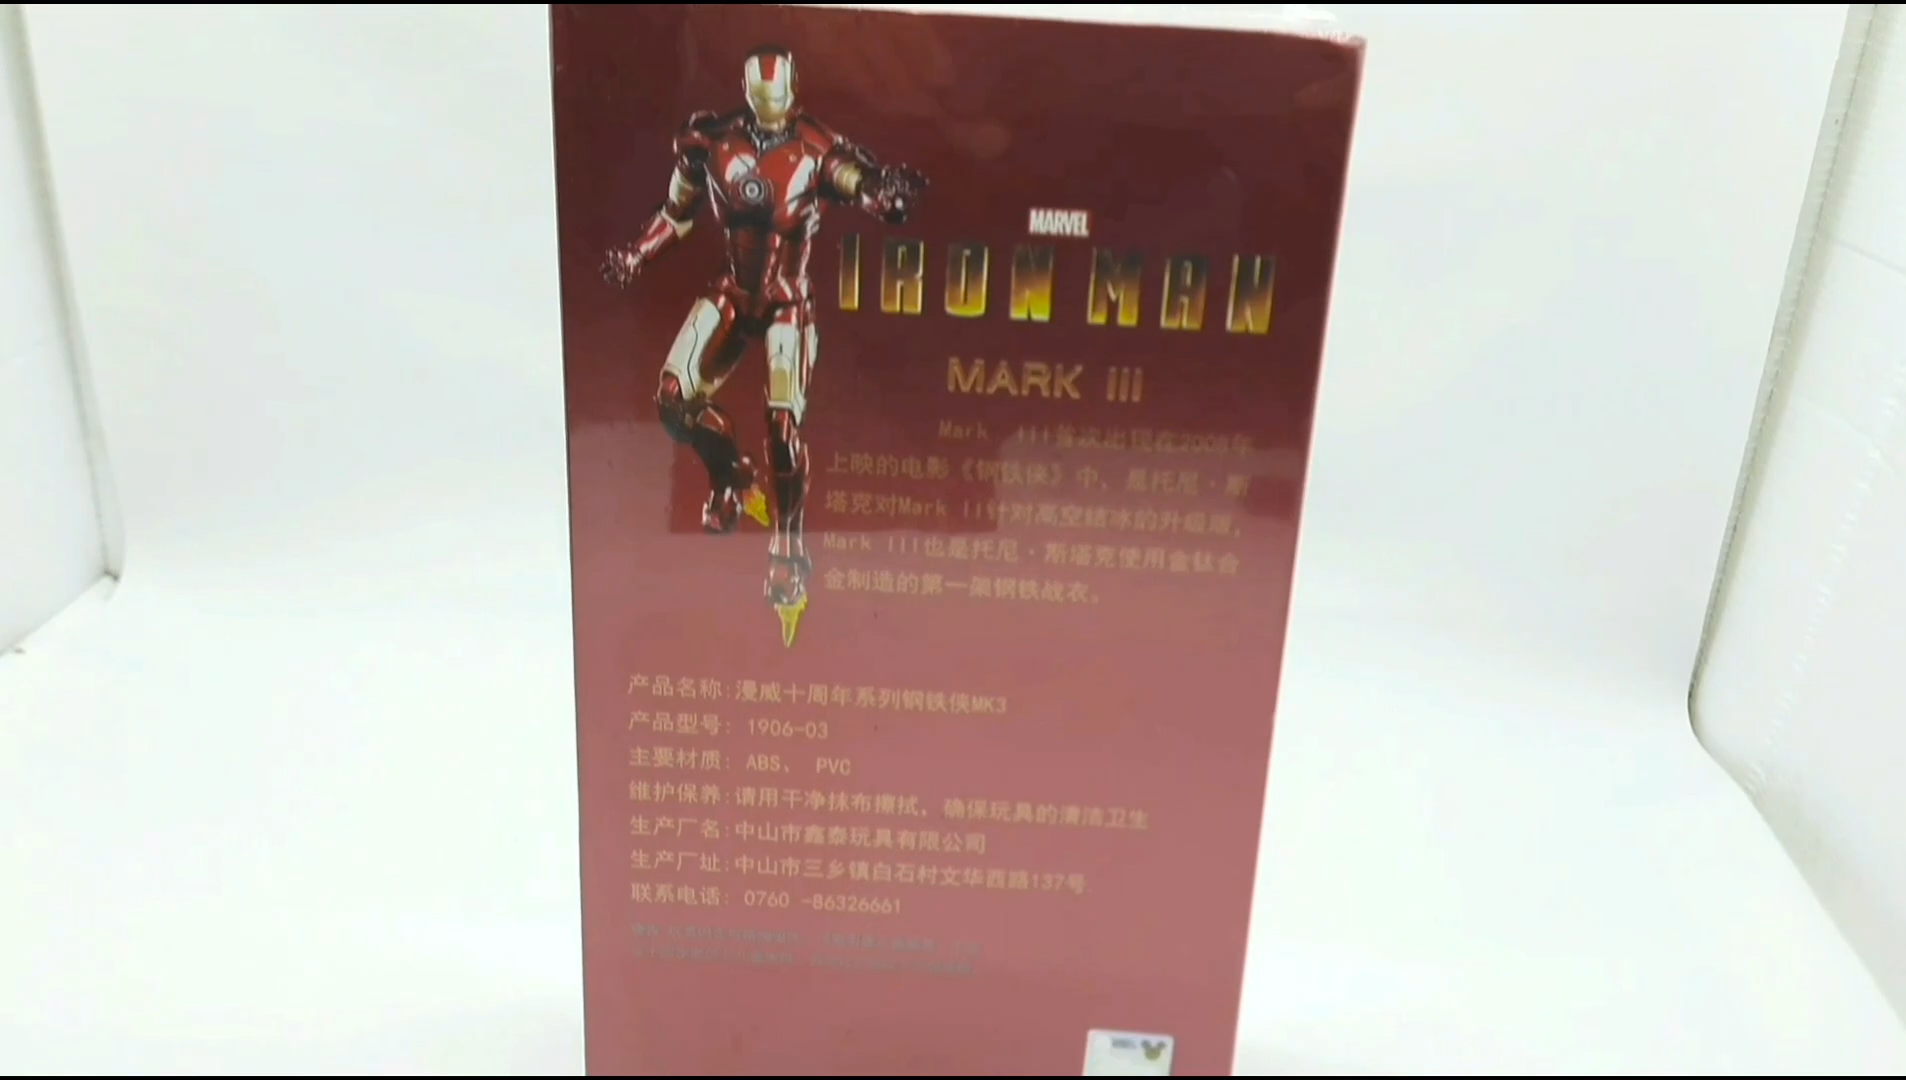 MARVEL
IRON MAN
MARK III
Mark III首次出现在2008年
上映的电影《钢铁侠》中、是托尼·斯
塔克对Mark II针对高空结冰的升级版,
Mark III也是托尼·斯塔克使用金钛合
金制造的第一架钢铁战衣。
产品名称:漫威十周年系列钢铁侠MK3
产品型号: 1906-03
主要材质: ABS、 PVC
维护保养:请用干净抹布擦拭, 确保玩具的清洁卫生
生产厂名:中山市鑫泰玩具有限公司
生产厂址:中山市三乡镇白石村文华西路137号
联系电话: 0760 -86326661